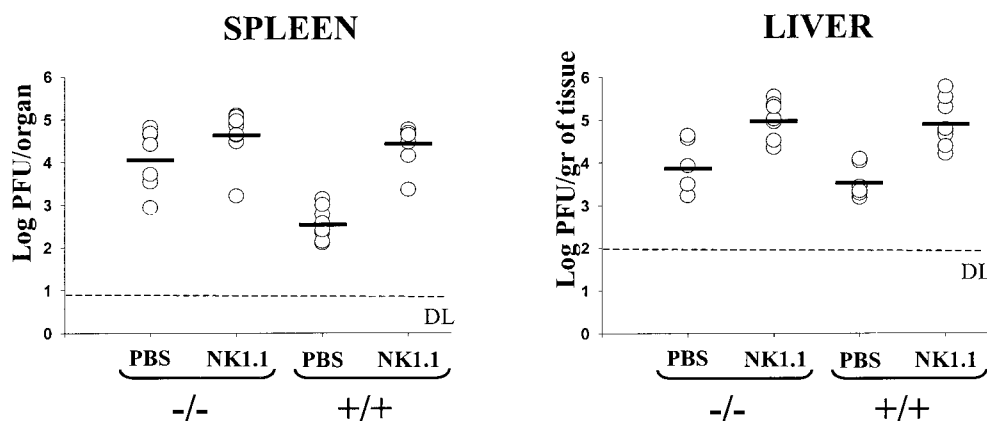 SPLEEN
Log PFU/organ
6
5
4
3
2
1
0
DL
PBS NK1.1 PBS NK1.1
-/- +/+
LIVER
Log PFU/gr of tissue
6
5
4
3
2
1
0
DL
PBS NK1.1 PBS NK1.1
-/- +/+